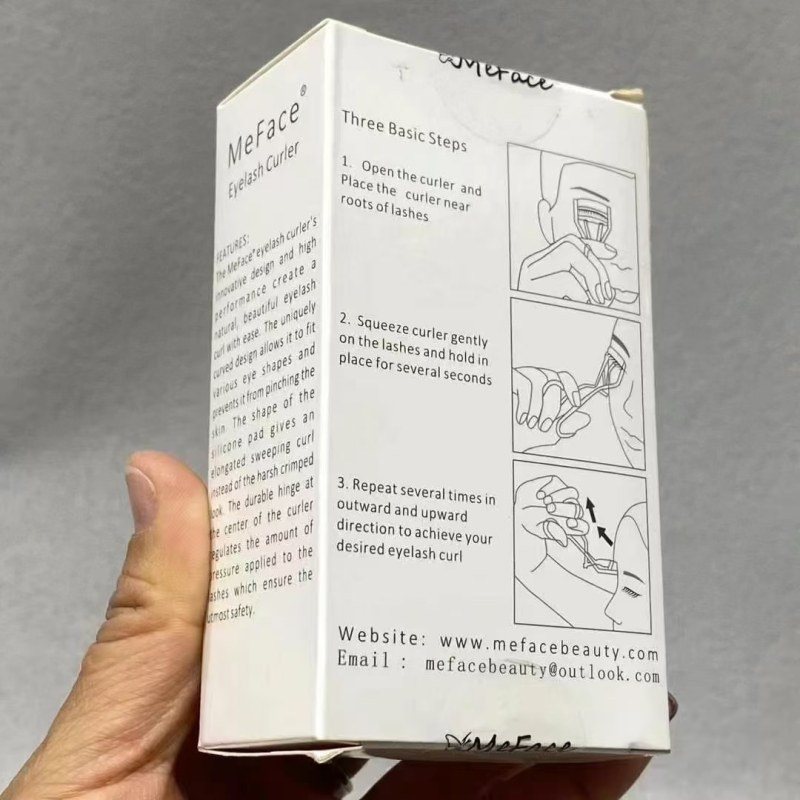 MeFace
MeFace®
Eyelash Curler
FEATURES:
The MeFace® eyelash curler's
innovative design and high
performance create a
natural, beautiful eyelash
curl with ease. The uniquely
curved design allows it to fit
various eye shapes and
prevents it from pinching the
skin. The shape of the
silicone pad gives an
elongated sweeping curl
instead of the harsh crimped
look. The durable hinge at
the center of the curler
regulates the amount of
pressure applied to the
lashes which ensure the
utmost safety.
Three Basic Steps
1. Open the curler and
Place the curler near
roots of lashes
2. Squeeze curler gently
on the lashes and hold in
place for several seconds
3. Repeat several times in
outward and upward
direction to achieve your
desired eyelash curl
Website: www.mefacebeauty.com
Email : mefacebeauty@outlook.com
MeFace